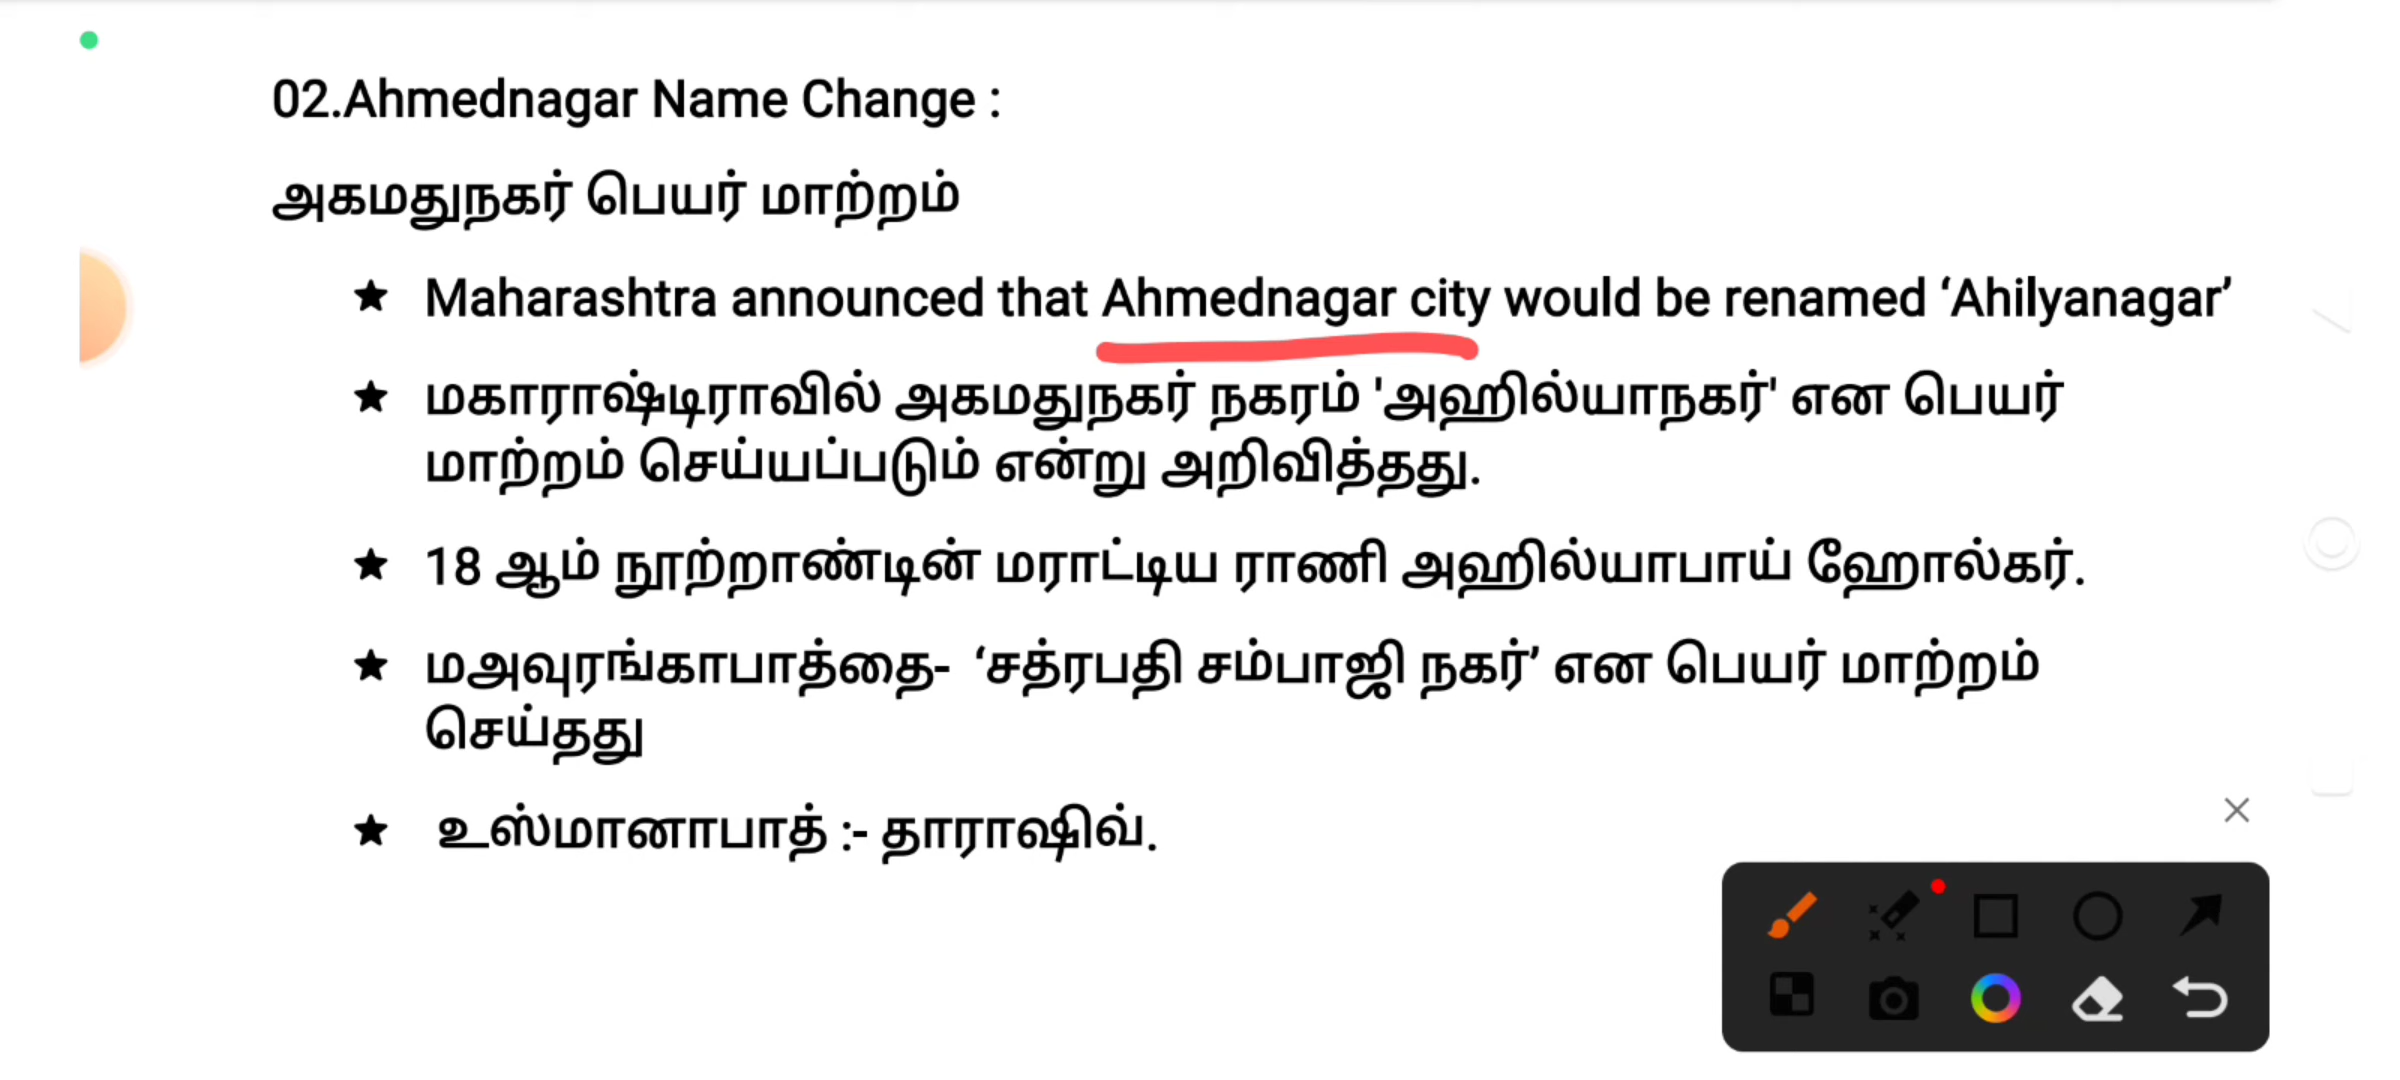 02.Ahmednagar Name Change :
அகமதுநகர் பெயர் மாற்றம்
★ Maharashtra announced that Ahmednagar city would be renamed ‘Ahilyanagar’
★ மகாராஷ்டிராவில் அகமதுநகர் நகரம் 'அஹில்யாநகர்' என பெயர்
மாற்றம் செய்யப்படும் என்று அறிவித்தது.
★ 18 ஆம் நூற்றாண்டின் மராட்டிய ராணி அஹில்யாபாய் ஹோல்கர்.
★ மஅவுரங்காபாத்தை- ‘சத்ரபதி சம்பாஜி நகர்’ என பெயர் மாற்றம்
செய்தது
★ உஸ்மானாபாத் :- தாராஷிவ்.